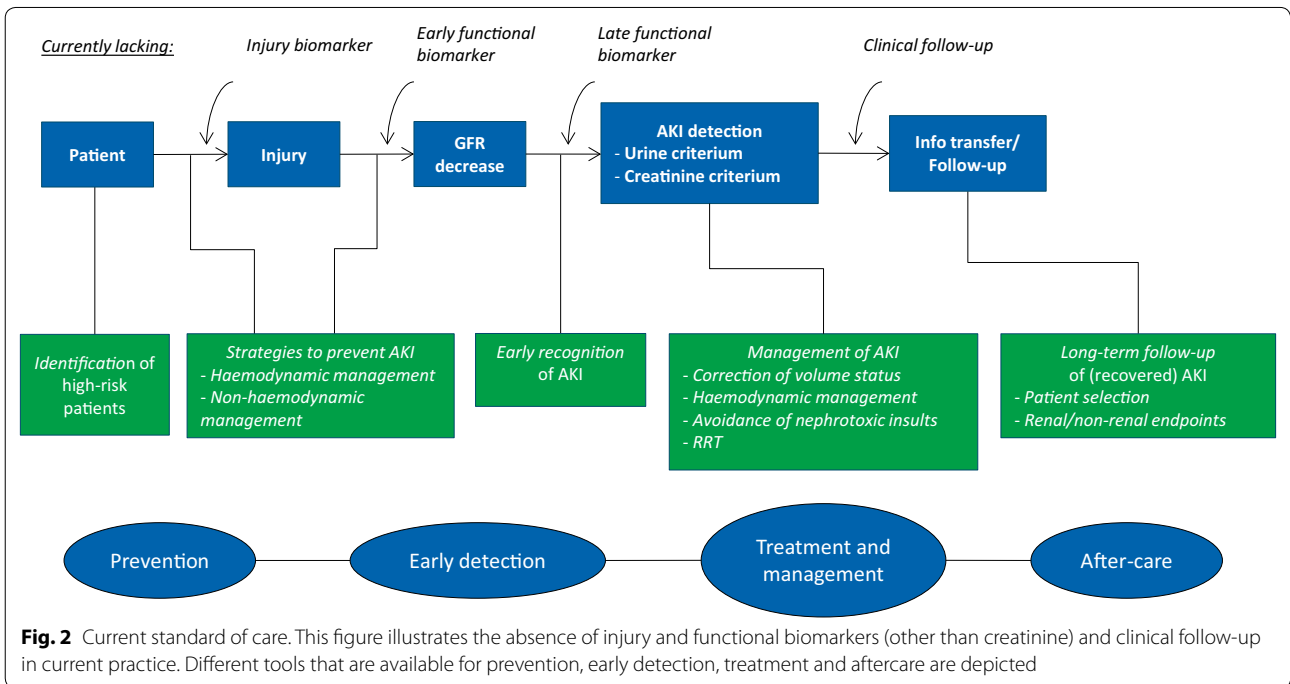 Currently lacking:
Injury biomarker
Early functional
biomarker
Late functional
biomarker
Clinical follow-up
Patient
Injury
GFR
decrease
AKI detection
- Urine criterium
- Creatinine criterium
Info transfer/
Follow-up
Identification of
high-risk
patients
Strategies to prevent AKI
- Haemodynamic management
- Non-haemodynamic
management
Early recognition
of AKI
Management of AKI
- Correction of volume status
- Haemodynamic management
- Avoidance of nephrotoxic insults
- RRT
Long-term follow-up
of (recovered) AKI
- Patient selection
- Renal/non-renal endpoints
Prevention
Early detection
Treatment and
management
After-care
Fig. 2 Current standard of care. This figure illustrates the absence of injury and functional biomarkers (other than creatinine) and clinical follow-up
in current practice. Different tools that are available for prevention, early detection, treatment and aftercare are depicted